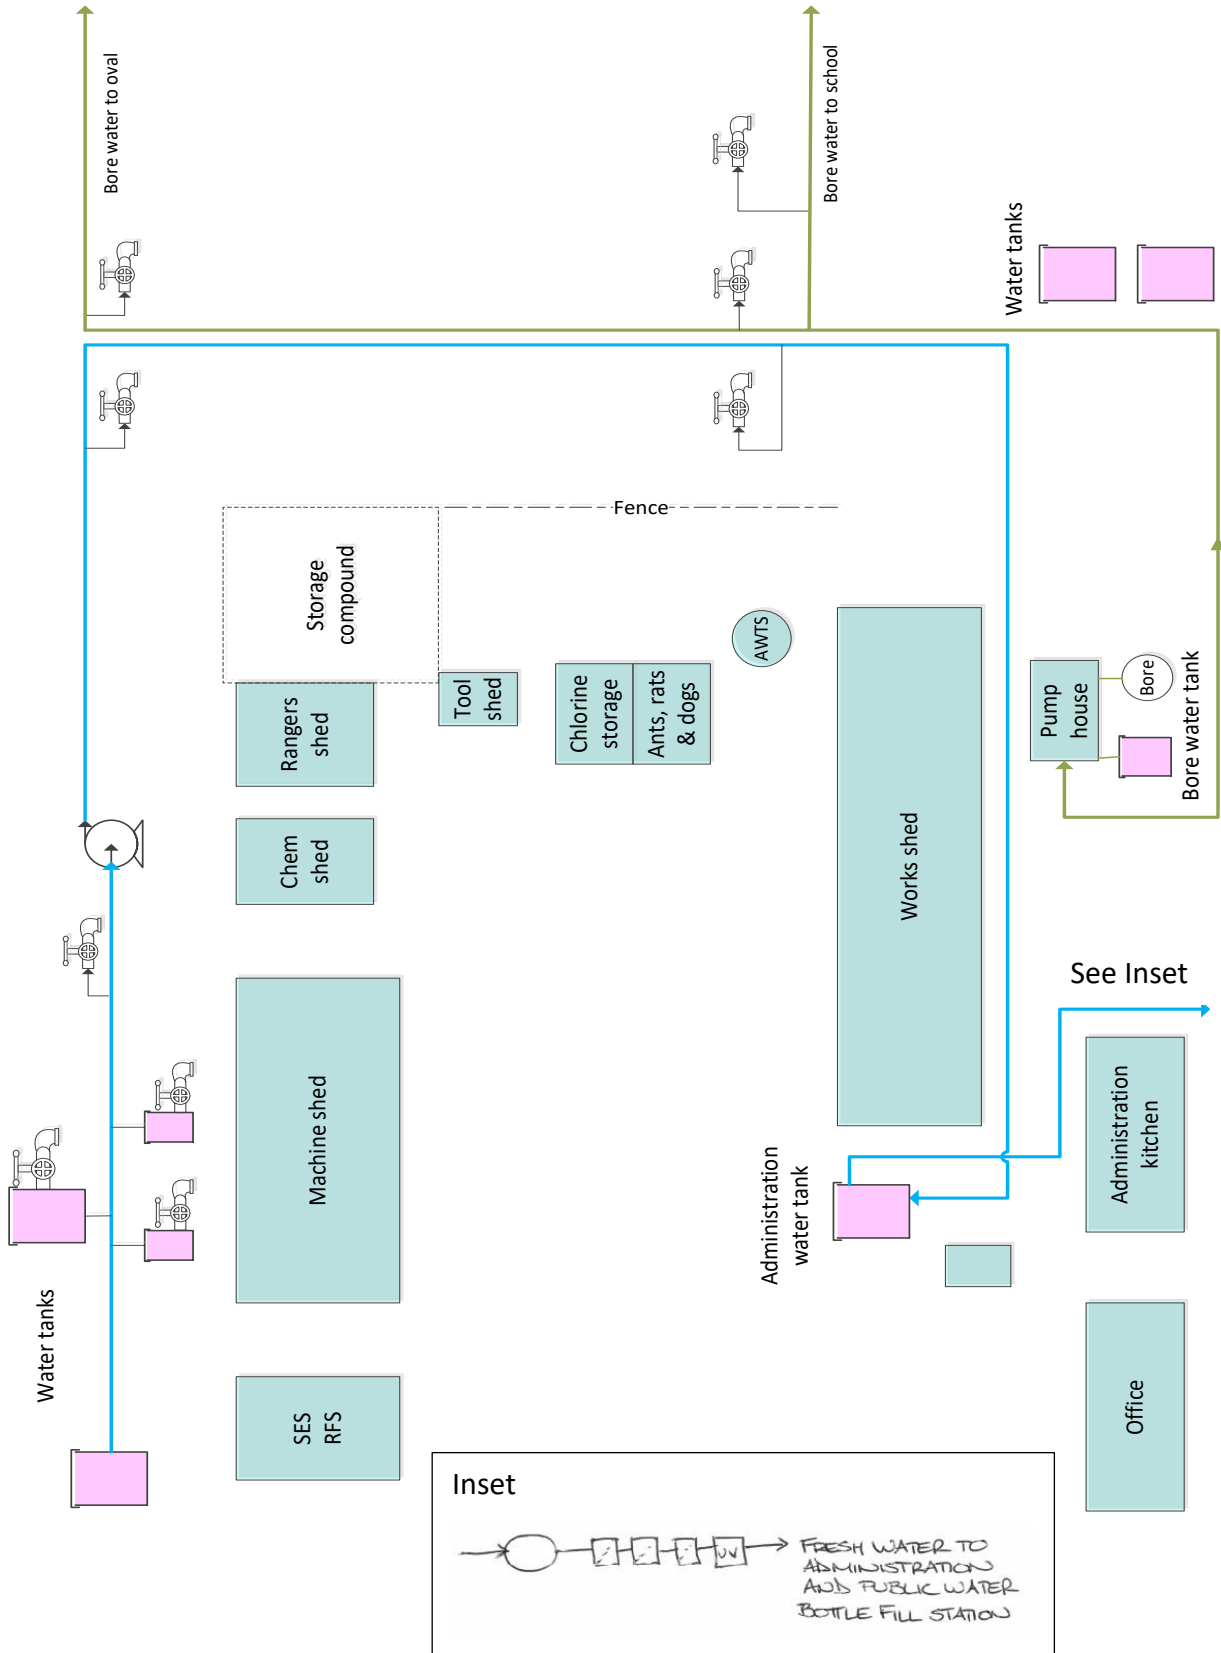 Bore water to oval
Bore water to school
Water tanks
Fence
Storage
compound
Rangers
shed
Tool
shed
Chlorine
storage
Ants, rats
& dogs
AWTS
Pump
house
Bore
Bore water tank
Chem
shed
Works shed
Machine shed
See Inset
Administration
kitchen
Administration
water tank
Water tanks
SES
RFS
Office
Inset
UV
FRESH WATER TO
ADMINISTRATION
AND PUBLIC WATER
BOTTLE FILL STATION